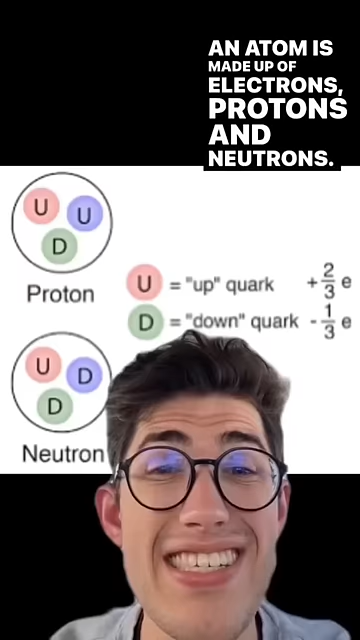 AN ATOM IS
MADE UP OF
ELECTRONS,
PROTONS
AND
NEUTRONS.
U U
D
Proton
U = "up" quark +2/3 e
D = "down" quark -1/3 e
U D
D
Neutron